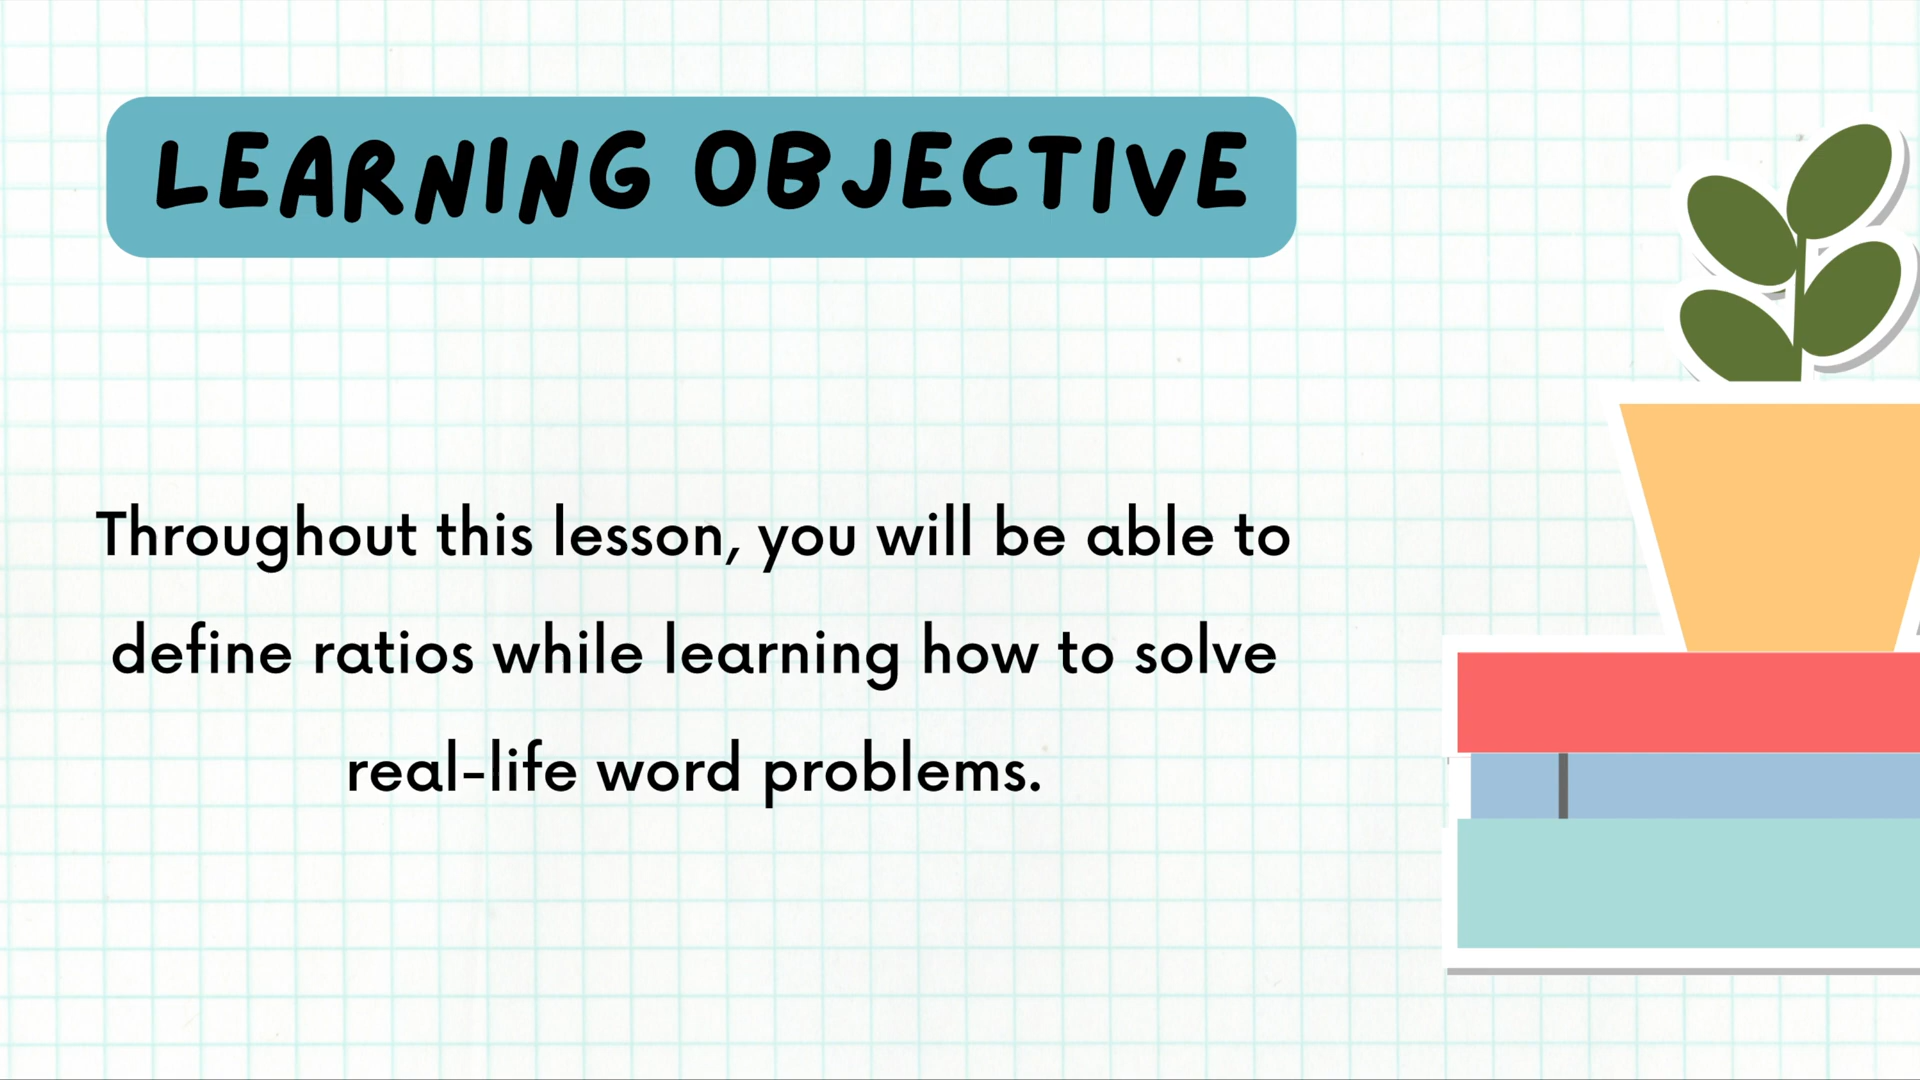 LEARNING OBJECTIVE
Throughout this lesson, you will be able to
define ratios while learning how to solve
real-life word problems.